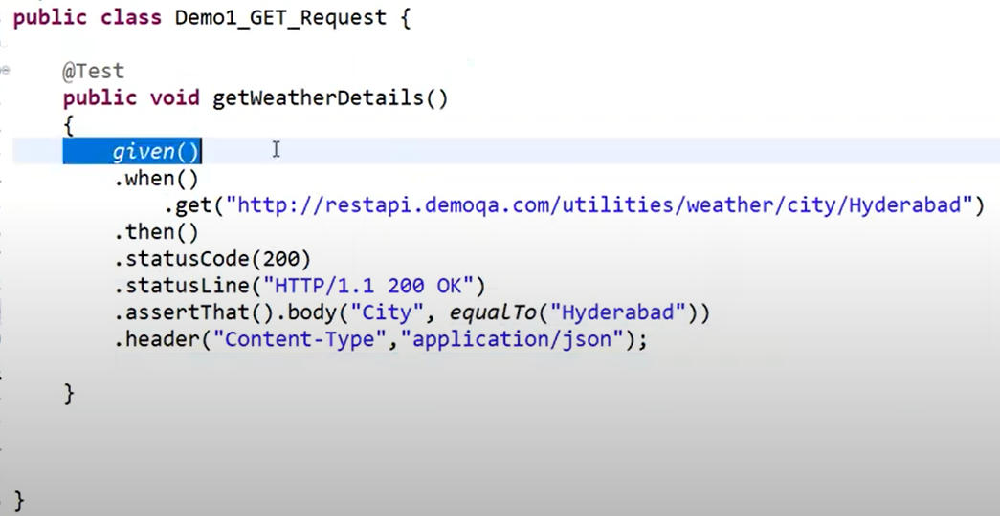 public class Demo1_GET_Request {
@Test
public void getWeatherDetails()
{
given()
.when()
.get("http://restapi.demoqa.com/utilities/weather/city/Hyderabad")
.then()
.statusCode(200)
.statusLine("HTTP/1.1 200 OK")
.assertThat().body("City", equalTo("Hyderabad"))
.header("Content-Type","application/json");
}
}